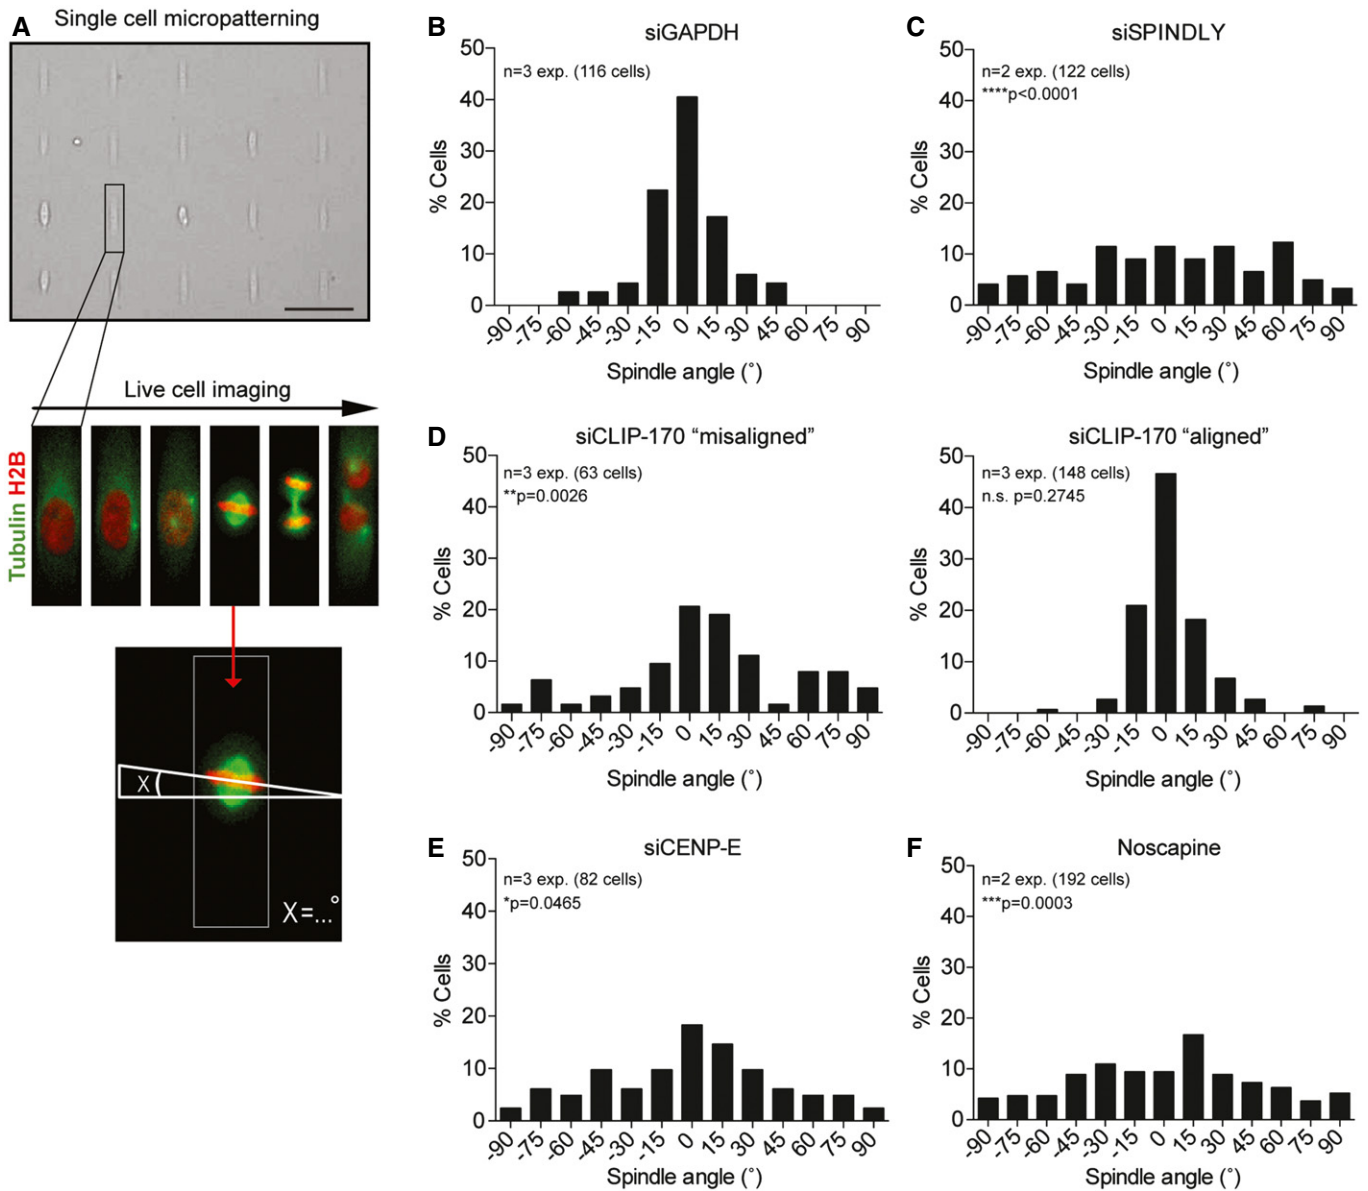 A
Single cell micropatterning
Live cell imaging
Tubulin H2B
X
X=...°
B
siGAPDH
n=3 exp. (116 cells)
% Cells
50
40
30
20
10
0
-90 -75 -60 -45 -30 -15 0 15 30 45 60 75 90
Spindle angle (°)
C
siSPINDLY
n=2 exp. (122 cells)
****p<0.0001
% Cells
50
40
30
20
10
0
-90 -75 -60 -45 -30 -15 0 15 30 45 60 75 90
Spindle angle (°)
D
siCLIP-170 “misaligned”
n=3 exp. (63 cells)
**p=0.0026
% Cells
50
40
30
20
10
0
-90 -75 -60 -45 -30 -15 0 15 30 45 60 75 90
Spindle angle (°)
siCLIP-170 “aligned”
n=3 exp. (148 cells)
n.s. p=0.2745
% Cells
50
40
30
20
10
0
-90 -75 -60 -45 -30 -15 0 15 30 45 60 75 90
Spindle angle (°)
E
siCENP-E
n=3 exp. (82 cells)
*p=0.0465
% Cells
50
40
30
20
10
0
-90 -75 -60 -45 -30 -15 0 15 30 45 60 75 90
Spindle angle (°)
F
Noscapine
n=2 exp. (192 cells)
***p=0.0003
% Cells
50
40
30
20
10
0
-90 -75 -60 -45 -30 -15 0 15 30 45 60 75 90
Spindle angle (°)